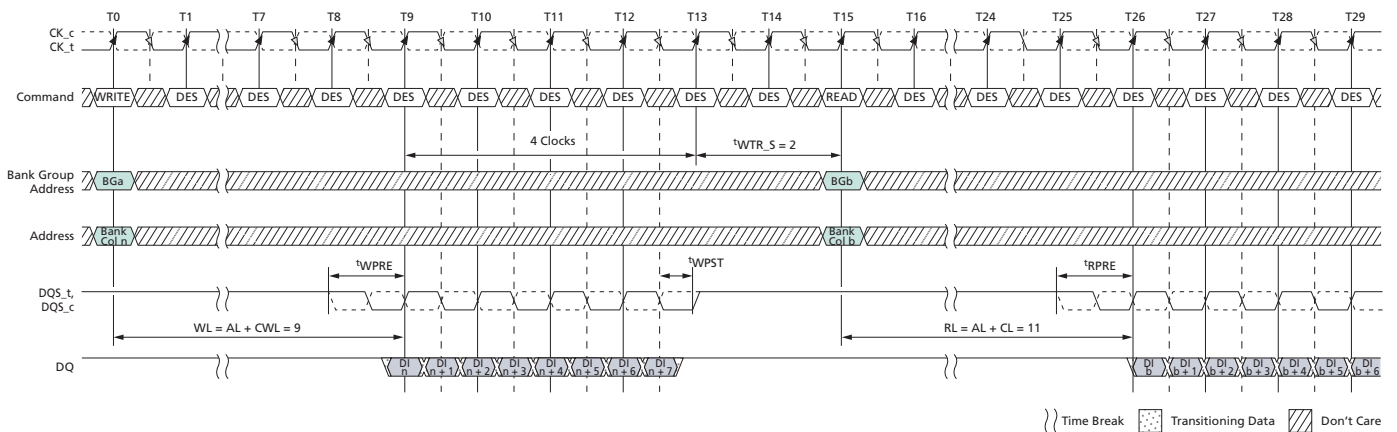 T0 T1 T7 T8 T9 T10 T11 T12 T13 T14 T15 T16 T24 T25 T26 T27 T28 T29
CK_c
CK_t
Command WRITE DES DES DES DES DES DES DES DES DES READ DES DES DES DES DES DES DES
4 Clocks tWTR_S = 2
Bank Group
Address BGa BGb
Address Bank
Col n Bank
Col b
tWPRE tWPST tRPRE
DQS_t,
DQS_c
WL = AL + CWL = 9 RL = AL + CL = 11
DQ DI
n DI
n + 1 DI
n + 2 DI
n + 3 DI
n + 4 DI
n + 5 DI
n + 6 DI
n + 7 DI
b DI
b + 1 DI
b + 2 DI
b + 3 DI
b + 4 DI
b + 5 DI
b + 6
Time Break Transitioning Data Don't Care